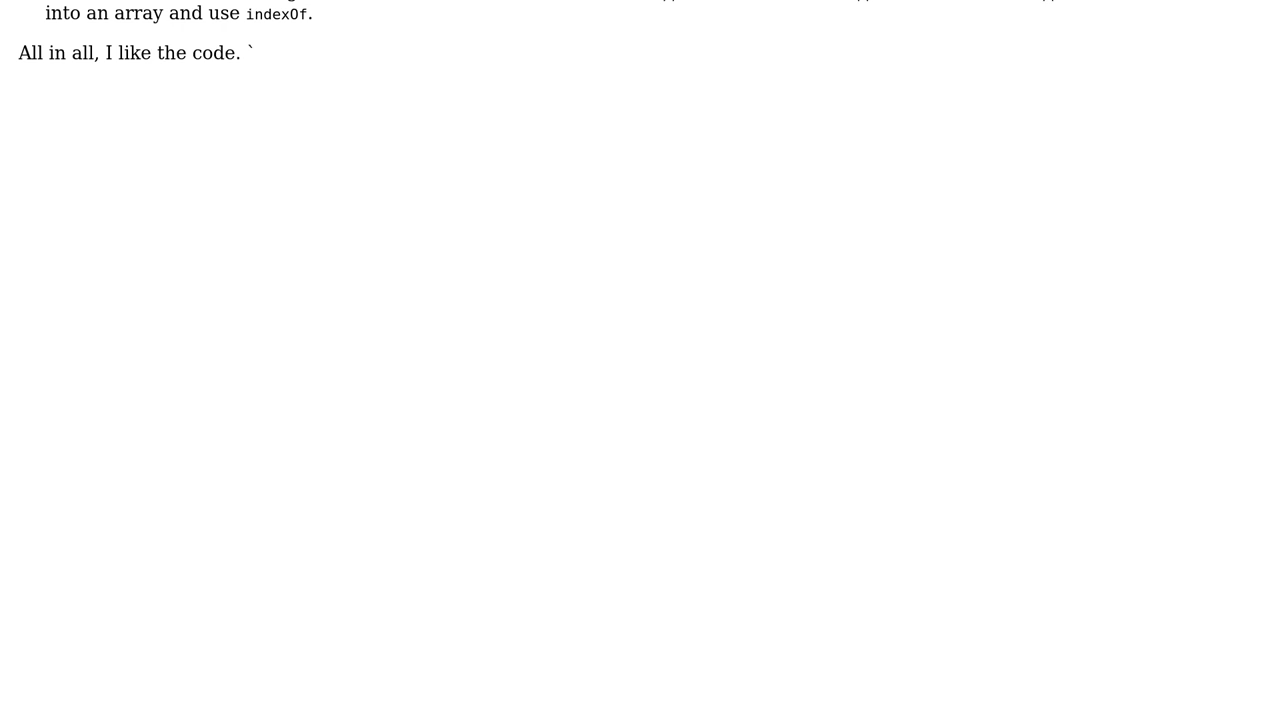 into an array and use indexOf.
All in all, I like the code. `